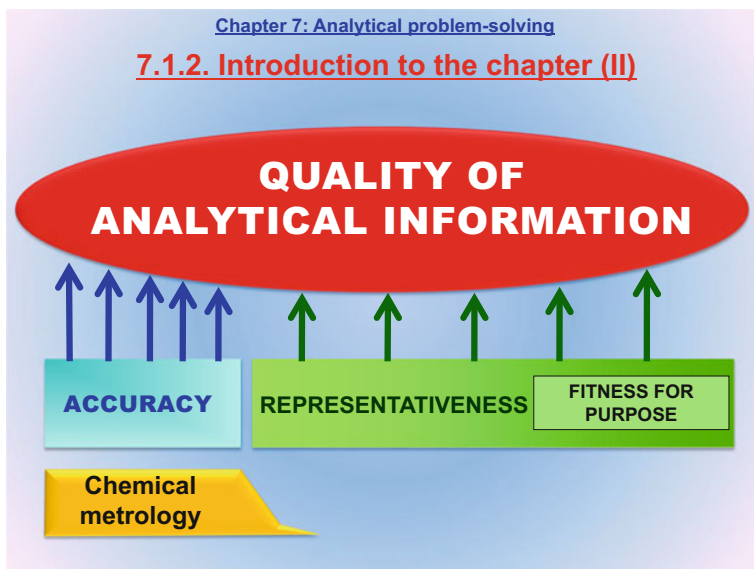 Chapter 7: Analytical problem-solving
7.1.2. Introduction to the chapter (II)
QUALITY OF
ANALYTICAL INFORMATION
ACCURACY
REPRESENTATIVENESS
FITNESS FOR
PURPOSE
Chemical
metrology